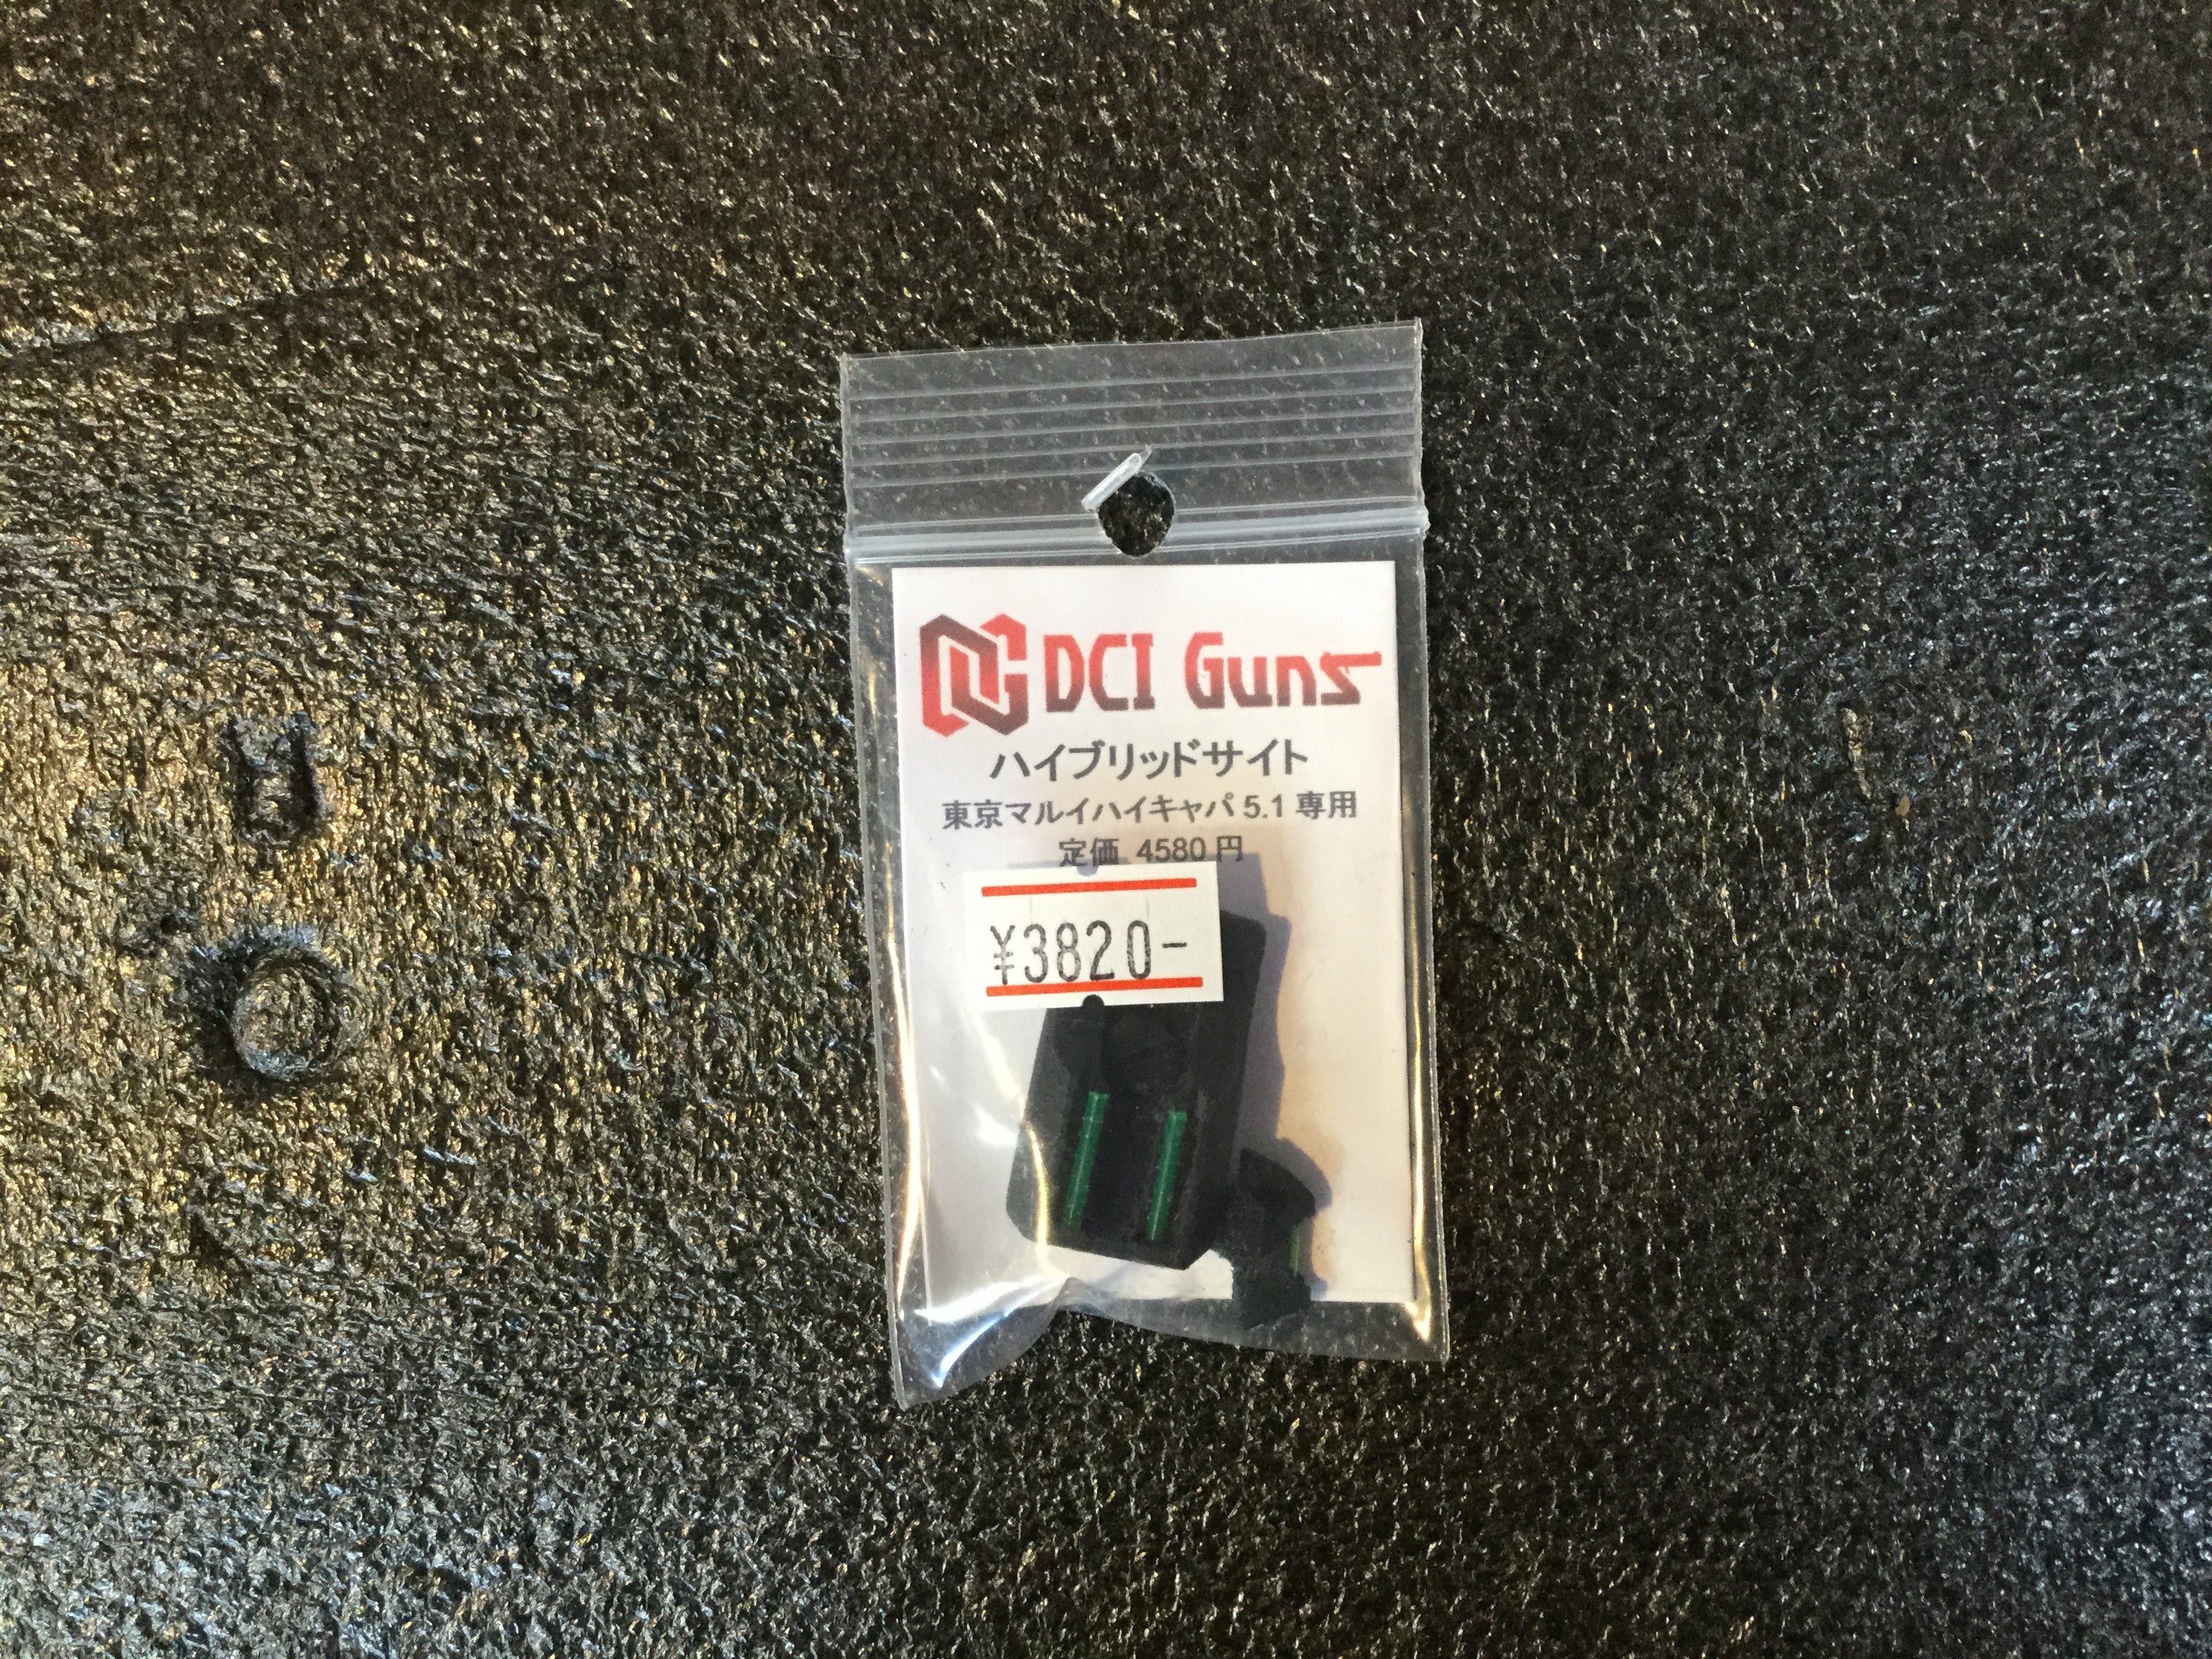 DCI Guns
ハイブリッドサイト
東京マルイハイキャパ 5.1 専用
定価 4580 円
¥3820-